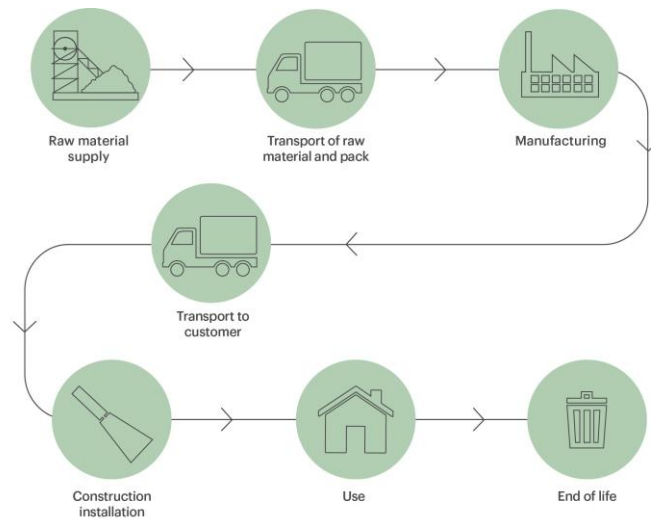 Raw material
supply
Transport of raw
material and pack
Manufacturing
Transport to
customer
Construction
installation
Use
End of life